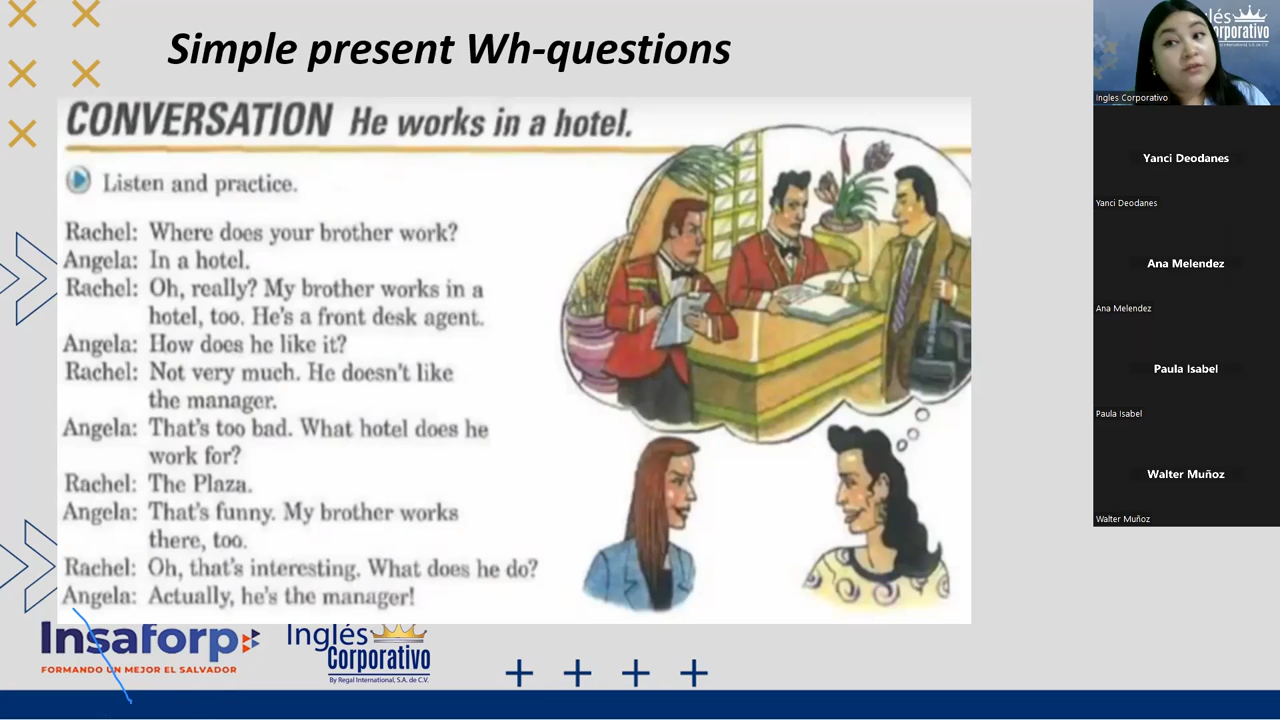 Simple present Wh-questions
CONVERSATION He works in a hotel.
Listen and practice.
Rachel: Where does your brother work?
Angela: In a hotel.
Rachel: Oh, really? My brother works in a
hotel, too. He's a front desk agent.
Angela: How does he like it?
Rachel: Not very much. He doesn't like
the manager.
Angela: That's too bad. What hotel does he
work for?
Rachel: The Plaza.
Angela: That's funny. My brother works
there, too.
Rachel: Oh, that's interesting. What does he do?
Angela: Actually, he's the manager!
Insaforp
FORMANDO UN MEJOR EL SALVADOR
Inglés
Corporativo
By Regal International, S.A. de C.V.
Ingles Corporativo
Yanci Deodanes
Yanci Deodanes
Ana Melendez
Ana Melendez
Paula Isabel
Paula Isabel
Walter Muñoz
Walter Muñoz